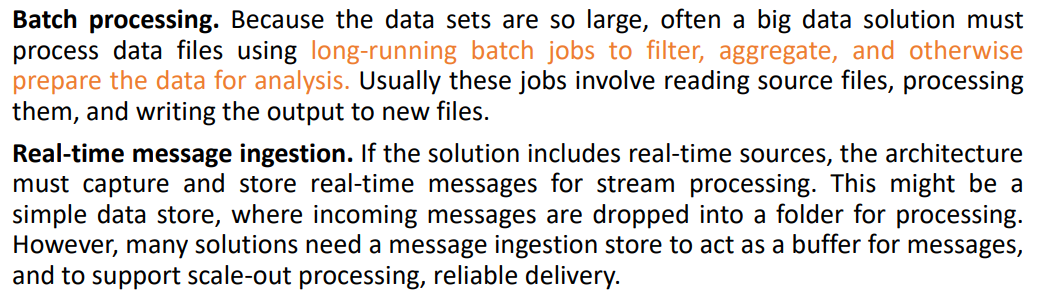 Batch processing. Because the data sets are so large, often a big data solution must
process data files using long-running batch jobs to filter, aggregate, and otherwise
prepare the data for analysis. Usually these jobs involve reading source files, processing
them, and writing the output to new files.
Real-time message ingestion. If the solution includes real-time sources, the architecture
must capture and store real-time messages for stream processing. This might be a
simple data store, where incoming messages are dropped into a folder for processing.
However, many solutions need a message ingestion store to act as a buffer for messages,
and to support scale-out processing, reliable delivery.